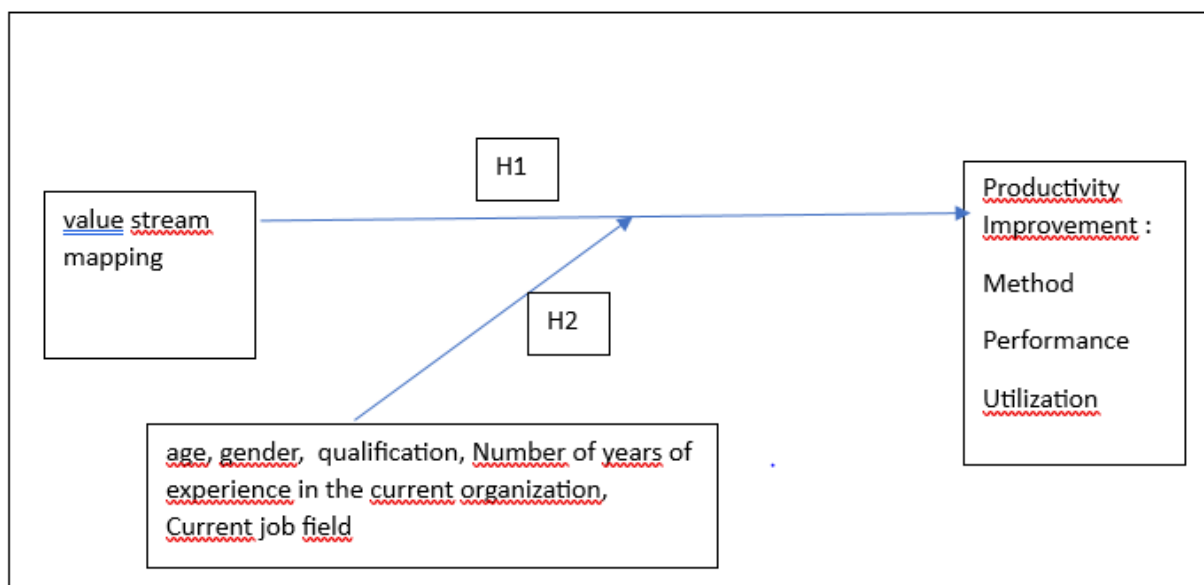 H1
value stream
mapping
Productivity
Improvement :
Method
Performance
Utilization
H2
age, gender,  qualification, Number of years of
experience in the current organization,
Current job field